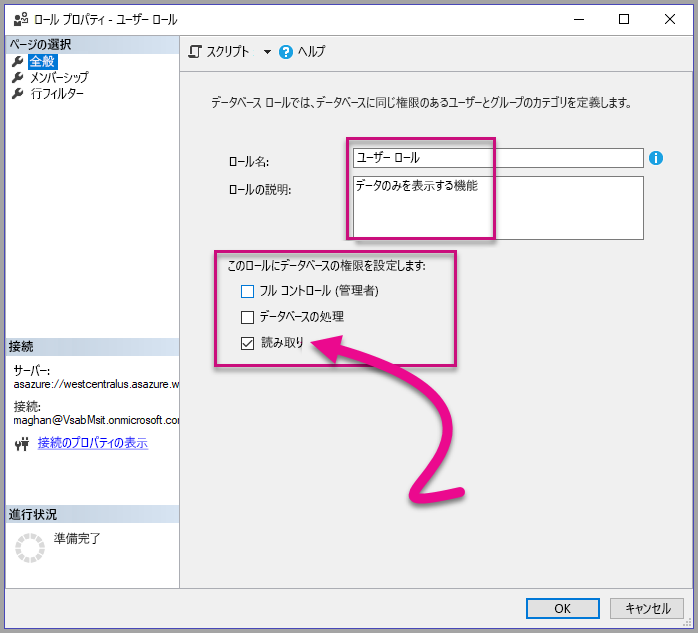 ロール プロパティ - ユーザー ロール
ページの選択
全般
メンバーシップ
行フィルター
スクリプト
ヘルプ
データベース ロールでは、データベースに同じ権限のあるユーザーとグループのカテゴリを定義します。
ロール名:
ユーザー ロール
ロールの説明:
データのみを表示する機能
このロールにデータベースの権限を設定します:
フル コントロール (管理者)
データベースの処理
読み取り
接続
サーバー:
asazure://westcentralus.asazure.w
接続:
maghan@VsabMsit.onmicrosoft.co
接続のプロパティの表示
進行状況
準備完了
OK
キャンセル